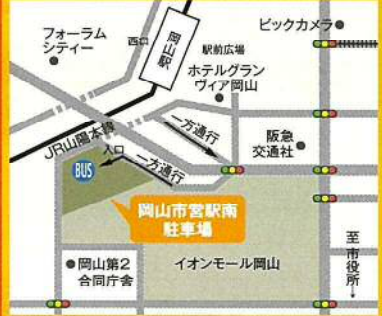 フォーラム
シティー
西口
岡山駅
駅前広場
ビックカメラ
ホテルグラン
ヴィア岡山
JR山陽本線
一方通行
阪急
交通社
入口
一方通行
BUS
岡山市営駅南
駐車場
岡山第2
合同庁舎
イオンモール岡山
至市役所